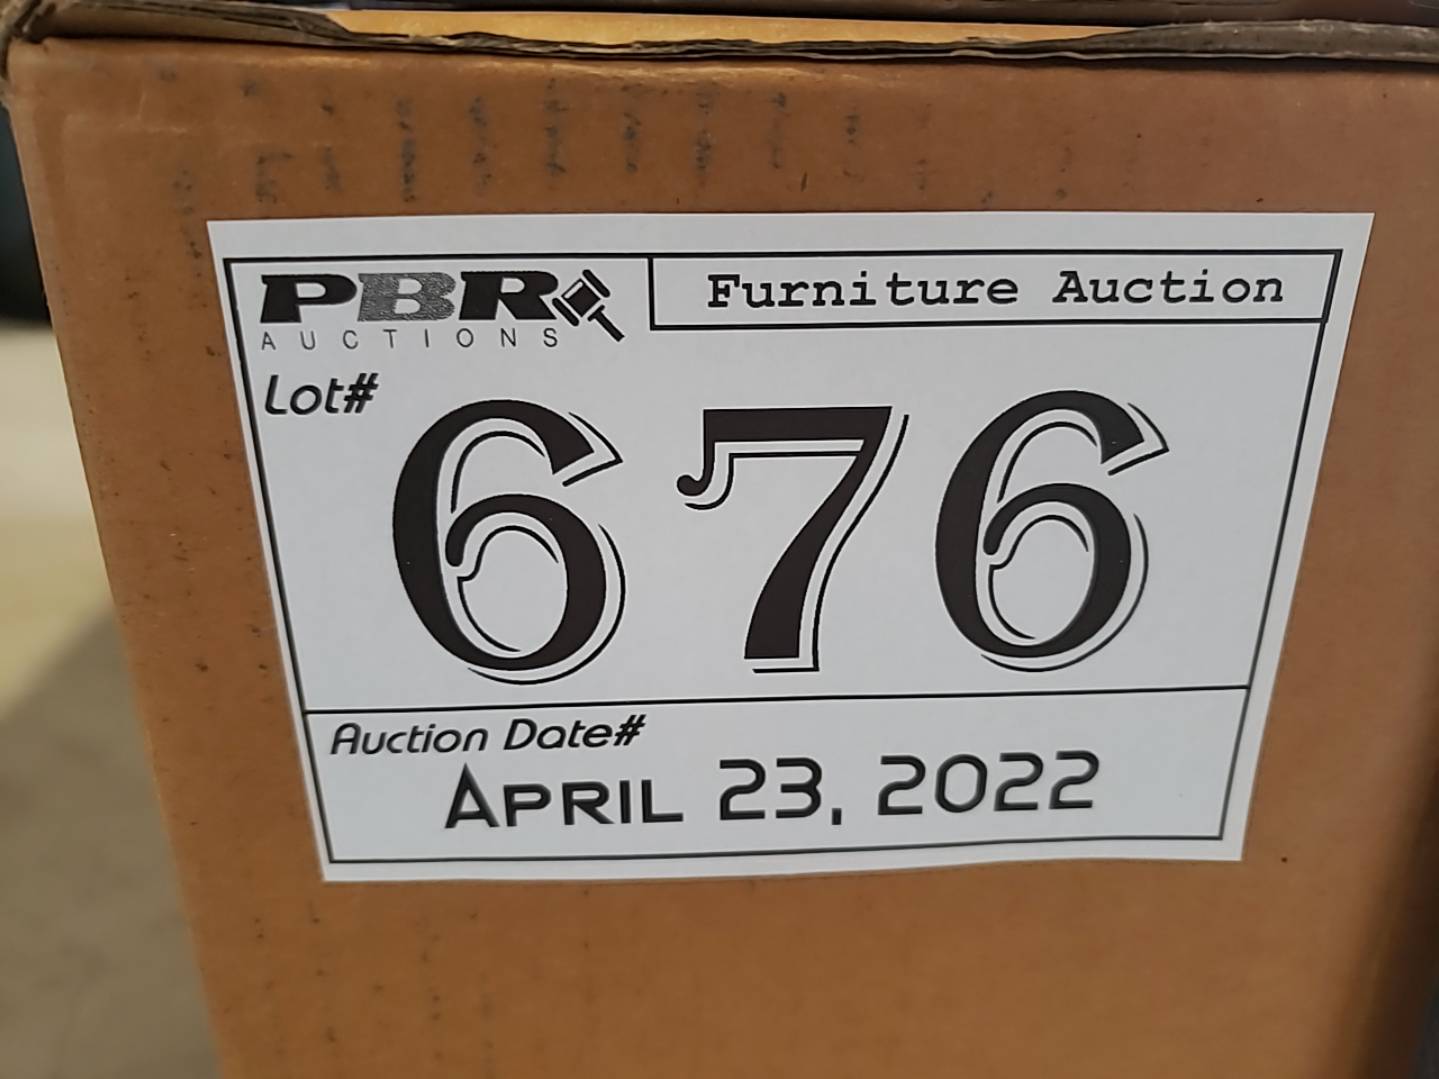 PBR
AUCTIONS
Furniture Auction
Lot#
676
Auction Date#
April 23, 2022